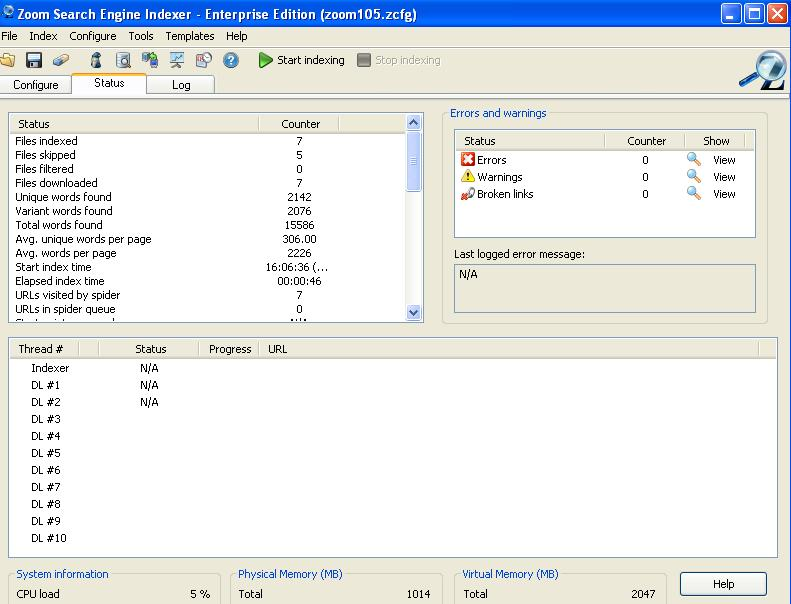 Zoom Search Engine Indexer - Enterprise Edition (zoom105.zcfg)
File Index Configure Tools Templates Help
Start indexing Stop indexing
Configure Status Log
Status Counter
Files indexed 7
Files skipped 5
Files filtered 0
Files downloaded 7
Unique words found 2142
Variant words found 2076
Total words found 15586
Avg. unique words per page 306.00
Avg. words per page 2226
Start index time 16:06:36 (...
Elapsed index time 00:00:46
URLs visited by spider 7
URLs in spider queue 0
Errors and warnings
Status Counter Show
Errors 0 View
Warnings 0 View
Broken links 0 View
Last logged error message:
N/A
Thread # Status Progress URL
Indexer N/A
DL #1 N/A
DL #2 N/A
DL #3
DL #4
DL #5
DL #6
DL #7
DL #8
DL #9
DL #10
System information
CPU load 5 %
Physical Memory (MB)
Total 1014
Virtual Memory (MB)
Total 2047
Help